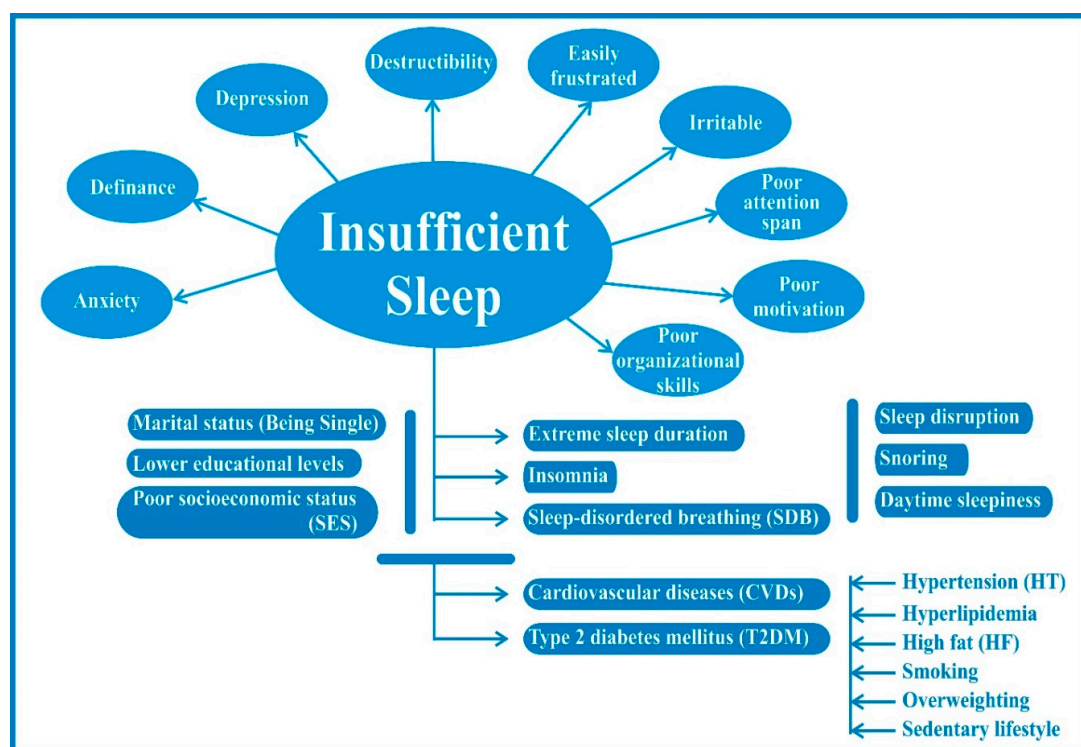 Destructibility
Easily
frustrated
Depression
Irritable
Definance
Poor
attention
span
Insufficient
Sleep
Anxiety
Poor
motivation
Poor
organizational
skills
Marital status (Being Single)
Lower educational levels
Poor socioeconomic status
(SES)
Extreme sleep duration
Insomnia
Sleep-disordered breathing (SDB)
Sleep disruption
Snoring
Daytime sleepiness
Cardiovascular diseases (CVDs)
Type 2 diabetes mellitus (T2DM)
Hypertension (HT)
Hyperlipidemia
High fat (HF)
Smoking
Overweighting
Sedentary lifestyle